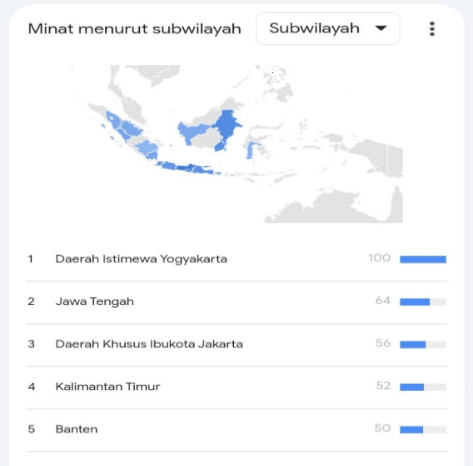 Minat menurut subwilayah Subwilayah
1 Daerah Istimewa Yogyakarta 100
2 Jawa Tengah 64
3 Daerah Khusus Ibukota Jakarta 56
4 Kalimantan Timur 52
5 Banten 50